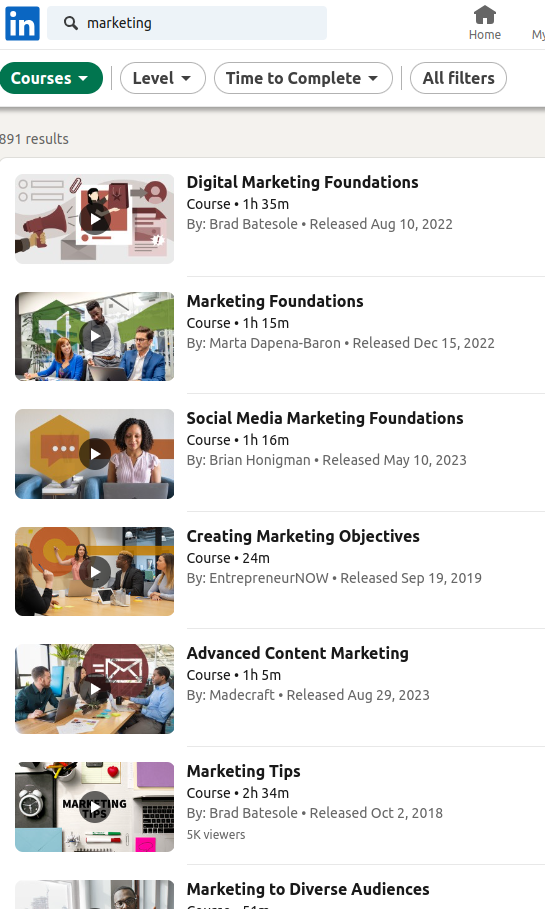 in
marketing
Home
My
Courses
Level
Time to Complete
All filters
891 results
Digital Marketing Foundations
Course • 1h 35m
By: Brad Batesole • Released Aug 10, 2022
Marketing Foundations
Course • 1h 15m
By: Marta Dapena-Baron • Released Dec 15, 2022
Social Media Marketing Foundations
Course • 1h 16m
By: Brian Honigman • Released May 10, 2023
Creating Marketing Objectives
Course • 24m
By: EntrepreneurNOW • Released Sep 19, 2019
Advanced Content Marketing
Course • 1h 5m
By: Madecraft • Released Aug 29, 2023
MARKETING
TIPS
Marketing Tips
Course • 2h 34m
By: Brad Batesole • Released Oct 2, 2018
5K viewers
Marketing to Diverse Audiences
Course • 51m